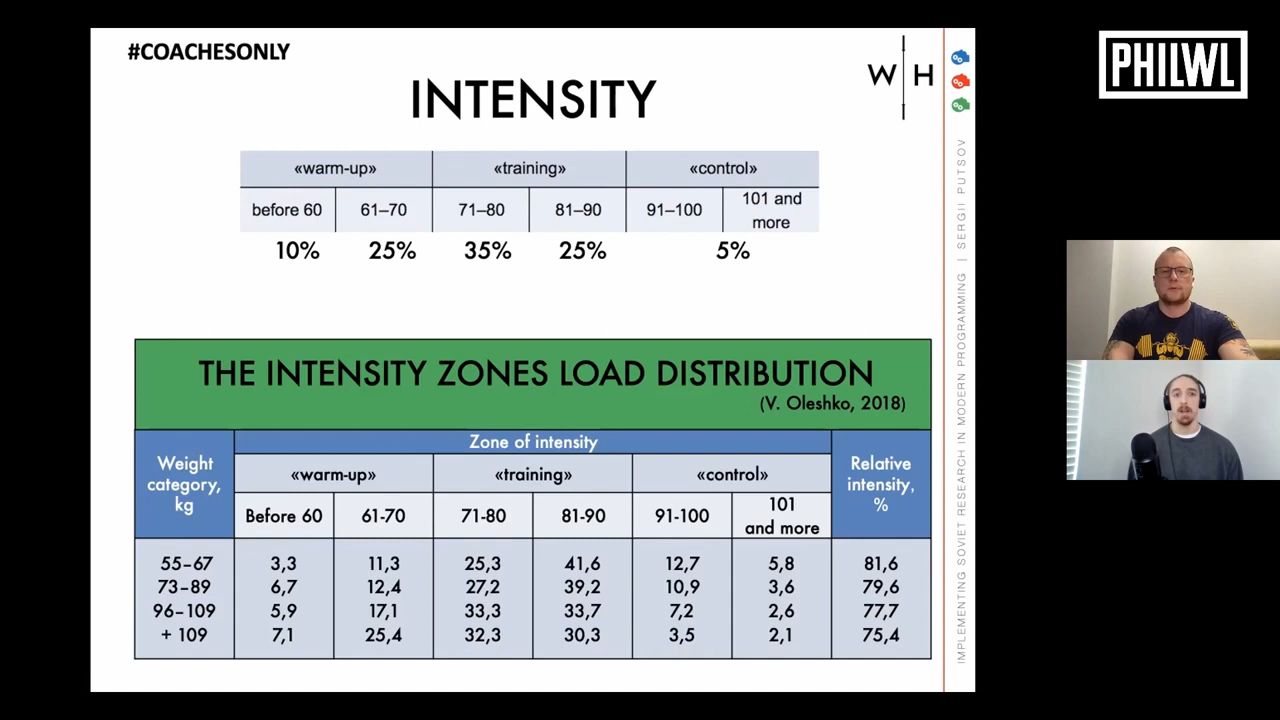 #COACHESONLY
W H
PHILWL
INTENSITY
«warm-up» «training» «control»
before 60 61–70 71–80 81–90 91–100 101 and
more
10% 25% 35% 25% 5%
THE INTENSITY ZONES LOAD DISTRIBUTION
(V. Oleshko, 2018)
Weight
category,
kg
Zone of intensity
Relative
intensity,
%
«warm-up» «training» «control»
Before 60 61-70 71-80 81-90 91-100 101
and more
55–67 3,3 11,3 25,3 41,6 12,7 5,8 81,6
73–89 6,7 12,4 27,2 39,2 10,9 3,6 79,6
96–109 5,9 17,1 33,3 33,7 7,2 2,6 77,7
+ 109 7,1 25,4 32,3 30,3 3,5 2,1 75,4
IMPLEMENTING SOVIET RESEARCH IN MODERN PROGRAMMING | SERGII PUTSOV